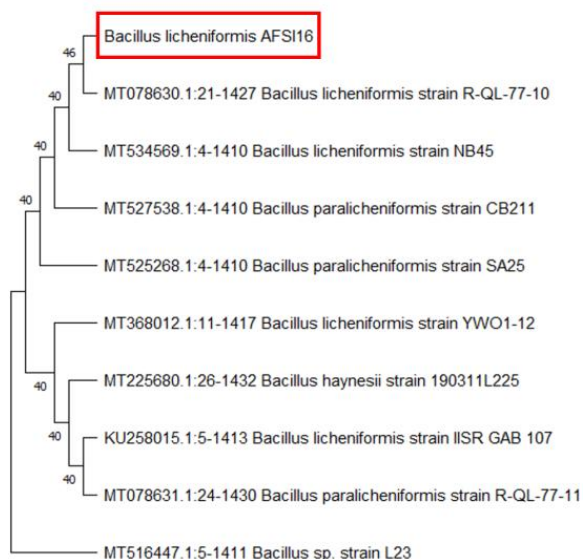 Bacillus licheniformis AFSI16
46
MT078630.1:21-1427 Bacillus licheniformis strain R-QL-77-10
40
MT534569.1:4-1410 Bacillus licheniformis strain NB45
40
MT527538.1:4-1410 Bacillus paralicheniformis strain CB211
40
MT525268.1:4-1410 Bacillus paralicheniformis strain SA25
MT368012.1:11-1417 Bacillus licheniformis strain YWO1-12
40
MT225680.1:26-1432 Bacillus haynesii strain 190311L225
40
KU258015.1:5-1413 Bacillus licheniformis strain IISR GAB 107
40
MT078631.1:24-1430 Bacillus paralicheniformis strain R-QL-77-11
MT516447.1:5-1411 Bacillus sp. strain L23